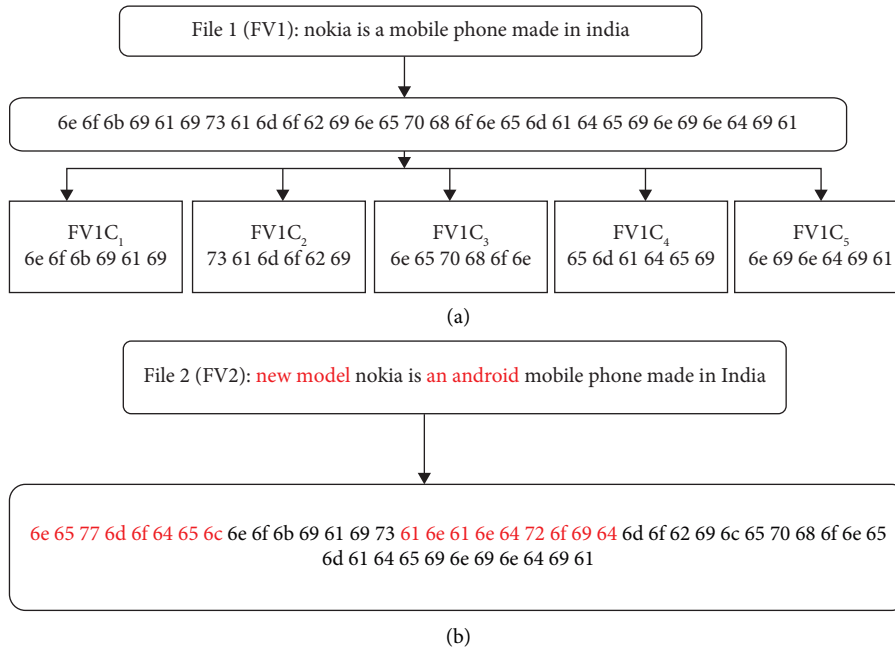 File 1 (FV1): nokia is a mobile phone made in india
6e 6f 6b 69 61 69 73 61 6d 6f 62 69 6e 65 70 68 6f 6e 65 6d 61 64 65 69 6e 69 6e 64 69 61
FV1C₁
6e 6f 6b 69 61 69
FV1C₂
73 61 6d 6f 62 69
FV1C₃
6e 65 70 68 6f 6e
FV1C₄
65 6d 61 64 65 69
FV1C₅
6e 69 6e 64 69 61
(a)
File 2 (FV2): new model nokia is an android mobile phone made in India
6e 65 77 6d 6f 64 65 6c 6e 6f 6b 69 61 69 73 61 6e 61 6e 64 72 6f 69 64 6d 6f 62 69 6c 65 70 68 6f 6e 65
6d 61 64 65 69 6e 69 6e 64 69 61
(b)